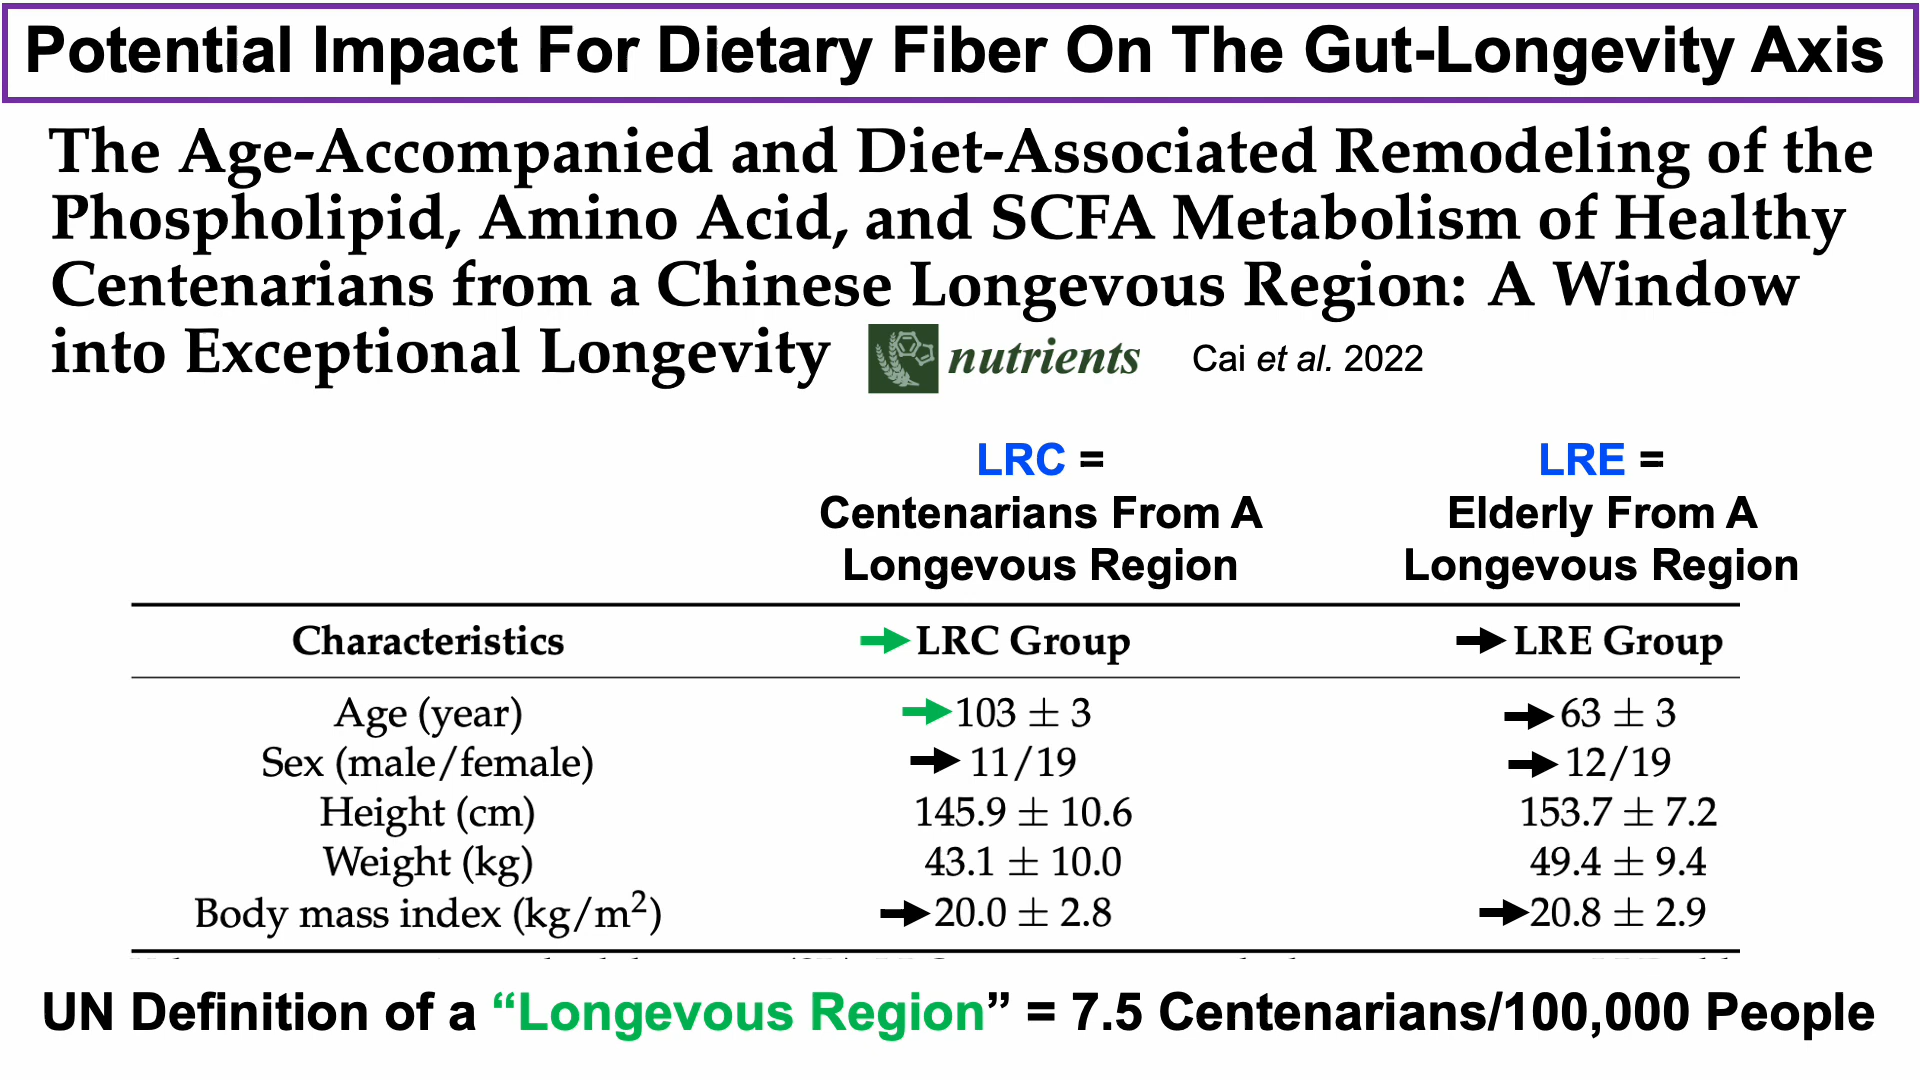 Potential Impact For Dietary Fiber On The Gut-Longevity Axis
The Age-Accompanied and Diet-Associated Remodeling of the
Phospholipid, Amino Acid, and SCFA Metabolism of Healthy
Centenarians from a Chinese Longevous Region: A Window
into Exceptional Longevity nutrients Cai et al. 2022
LRC = LRE =
Centenarians From A Elderly From A
Longevous Region Longevous Region
Characteristics LRC Group LRE Group
Age (year) 103 ± 3 63 ± 3
Sex (male/female) 11/19 12/19
Height (cm) 145.9 ± 10.6 153.7 ± 7.2
Weight (kg) 43.1 ± 10.0 49.4 ± 9.4
Body mass index (kg/m²) 20.0 ± 2.8 20.8 ± 2.9
UN Definition of a “Longevous Region” = 7.5 Centenarians/100,000 People